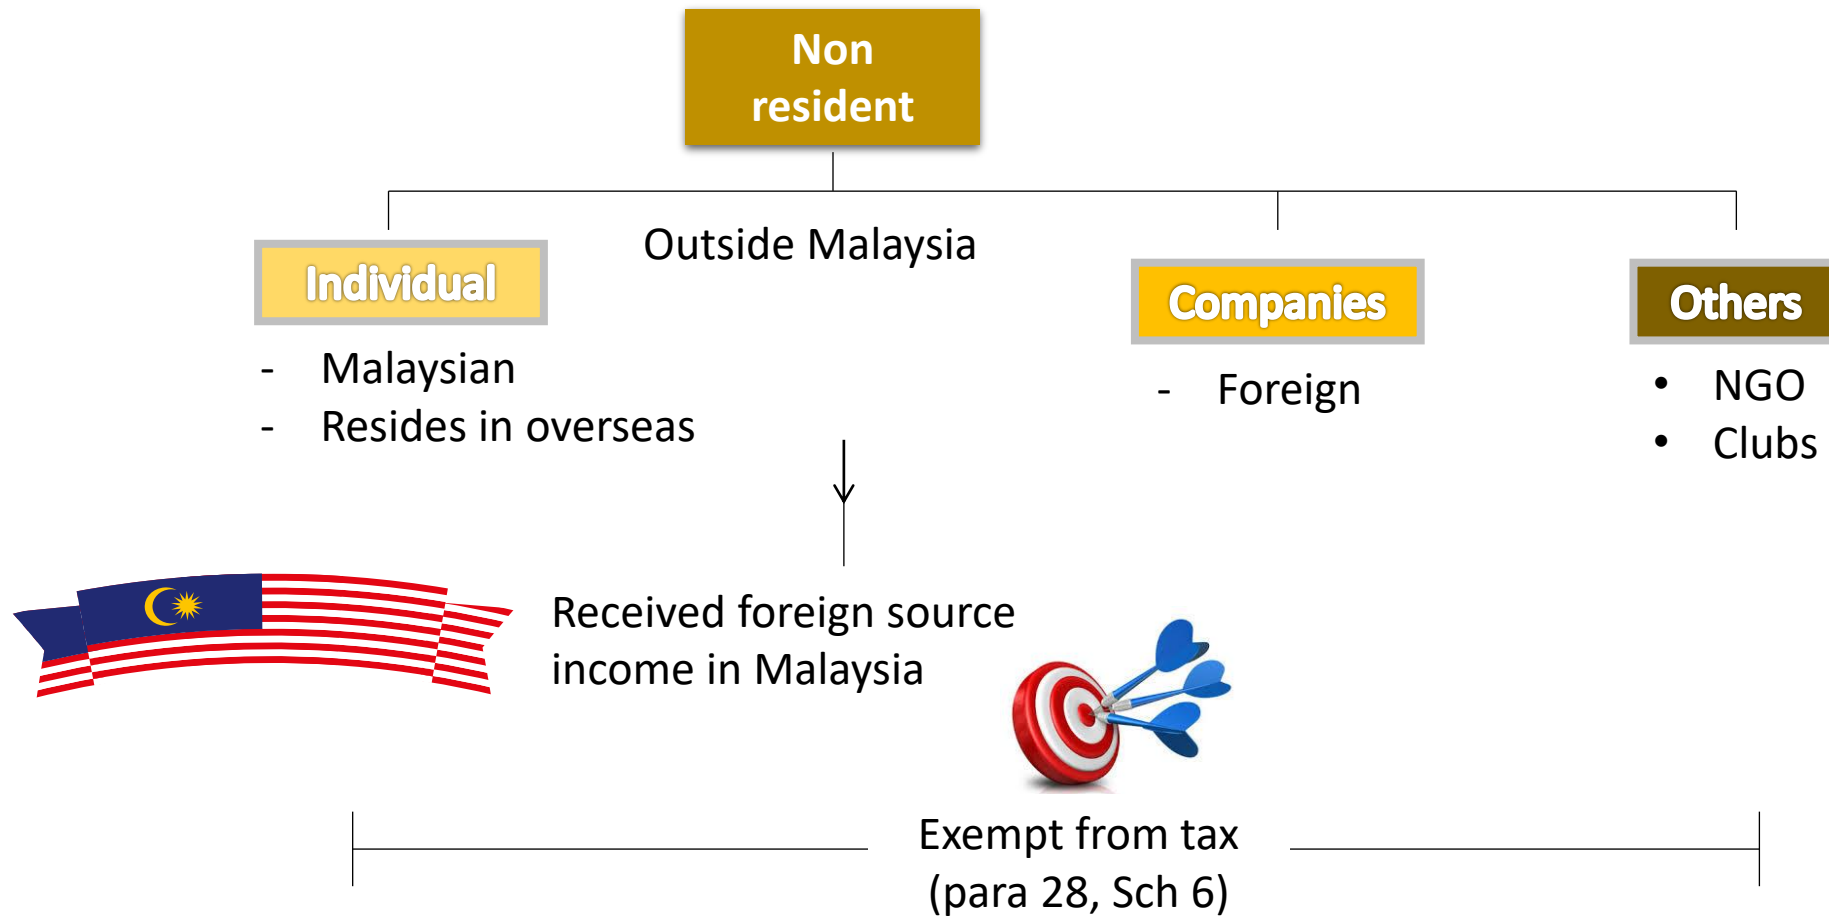 Non
resident
Outside Malaysia
Individual
- Malaysian
- Resides in overseas
Companies
- Foreign
Others
• NGO
• Clubs
Received foreign source
income in Malaysia
Exempt from tax
(para 28, Sch 6)